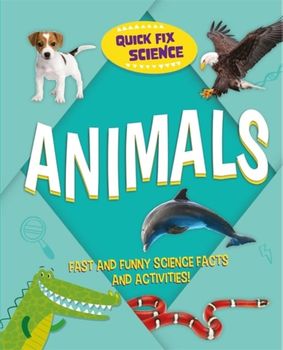 QUICK FIX
SCIENCE
ANIMALS
FAST AND FUNNY SCIENCE FACTS
AND ACTIVITIES!